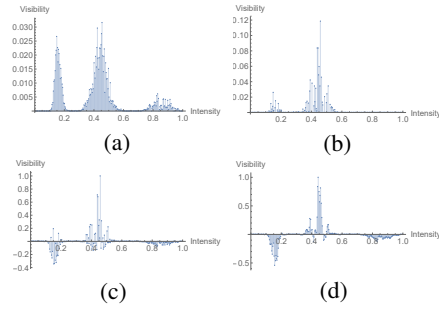 Visibility
0.030
0.025
0.020
0.015
0.010
0.005
0.2 0.4 0.6 0.8 1.0 Intensity
(a)
Visibility
0.12
0.10
0.08
0.06
0.04
0.02
0.2 0.4 0.6 0.8 1.0 Intensity
(b)
Visibility
1.0
0.8
0.6
0.4
0.2
-0.2
-0.4
0.2 0.4 0.6 0.8 1.0 Intensity
(c)
Visibility
1.0
0.5
-0.5
0.2 0.4 0.6 0.8 1.0 Intensity
(d)